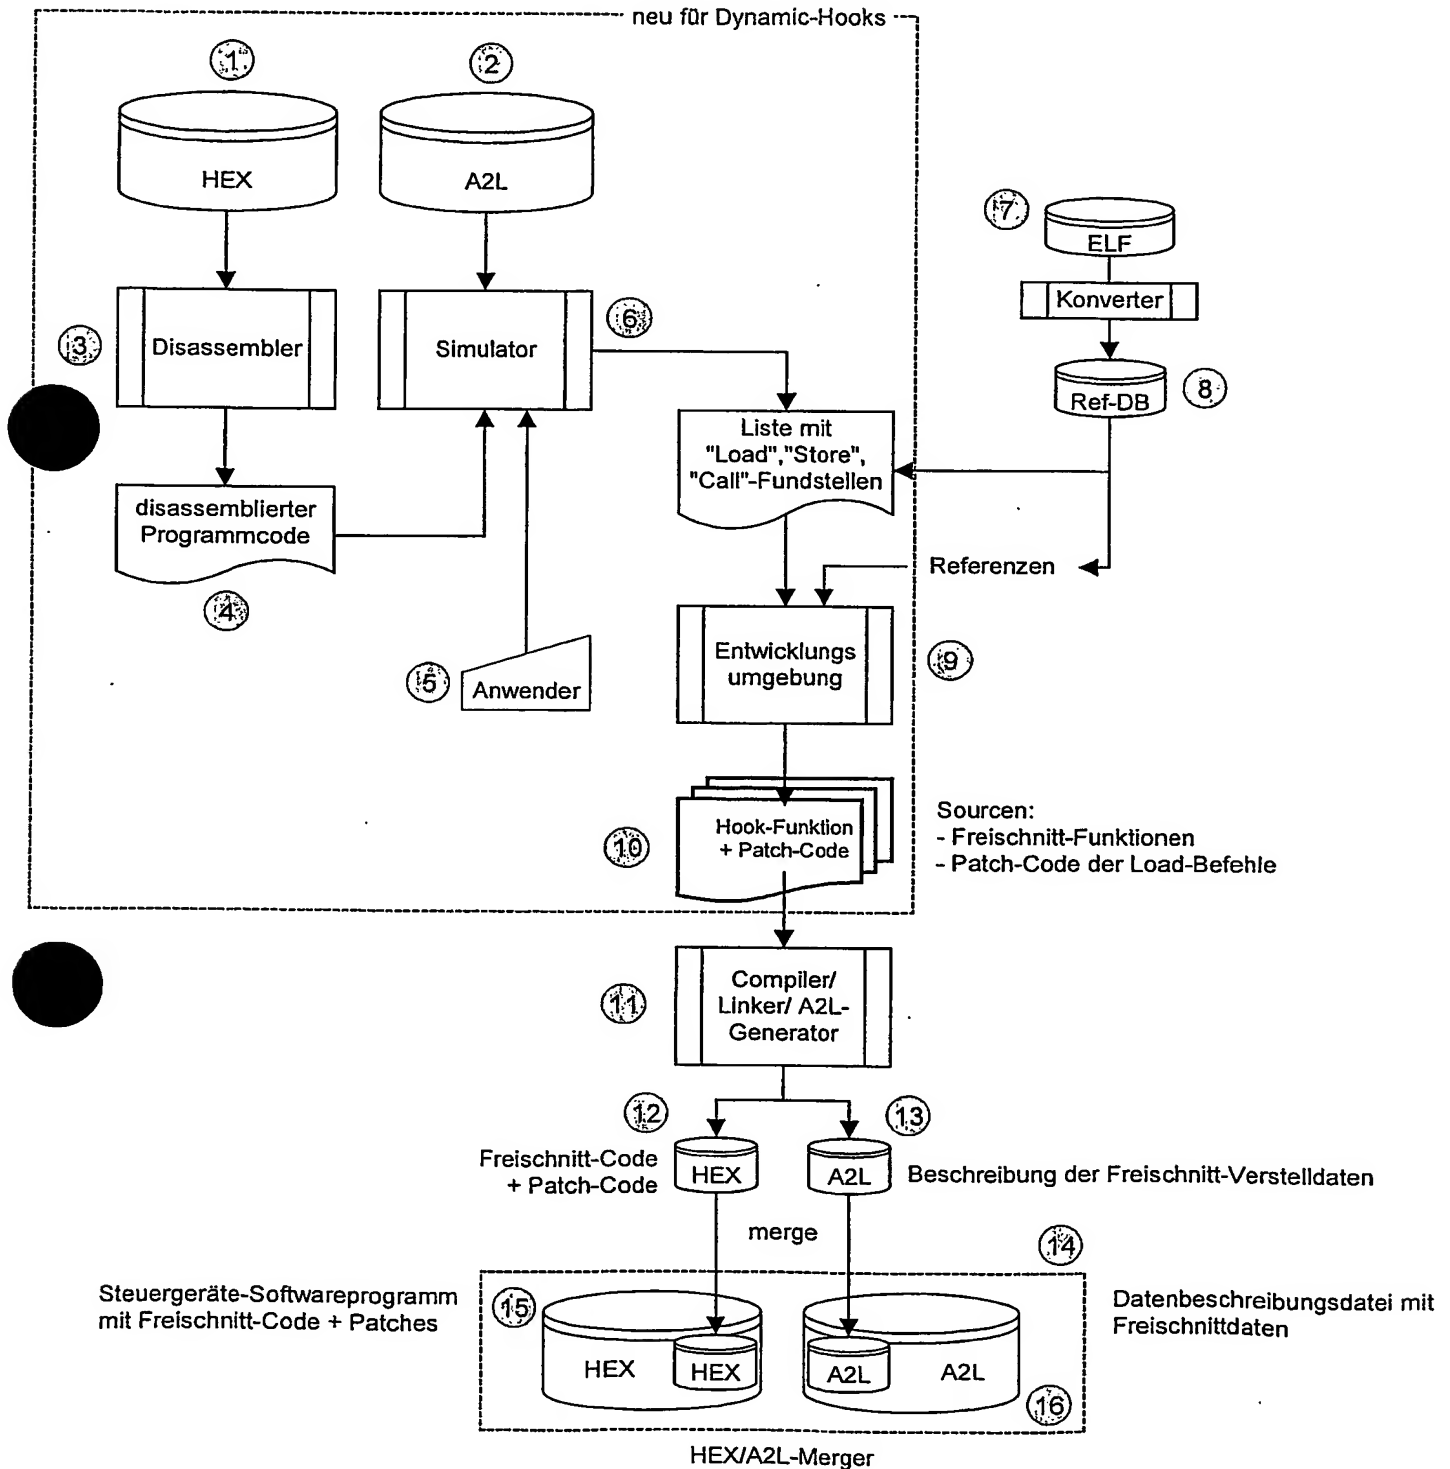 neu für Dynamic-Hooks
1
2
HEX
A2L
7
ELF
Konverter
3
Disassembler
Simulator
6
Ref-DB
8
Liste mit
"Load","Store",
"Call"-Fundstellen
disassemblierter
Programmcode
4
Referenzen
5
Anwender
Entwicklungs
umgebung
9
10
Hook-Funktion
+ Patch-Code
Sourcen:
- Freischnitt-Funktionen
- Patch-Code der Load-Befehle
11
Compiler/
Linker/ A2L-
Generator
12
13
Freischnitt-Code
+ Patch-Code
HEX
A2L
Beschreibung der Freischnitt-Verstelldaten
merge
14
Steuergeräte-Softwareprogramm
mit Freischnitt-Code + Patches
15
HEX
HEX
A2L
A2L
16
Datenbeschreibungsdatei mit
Freischnittdaten
HEX/A2L-Merger